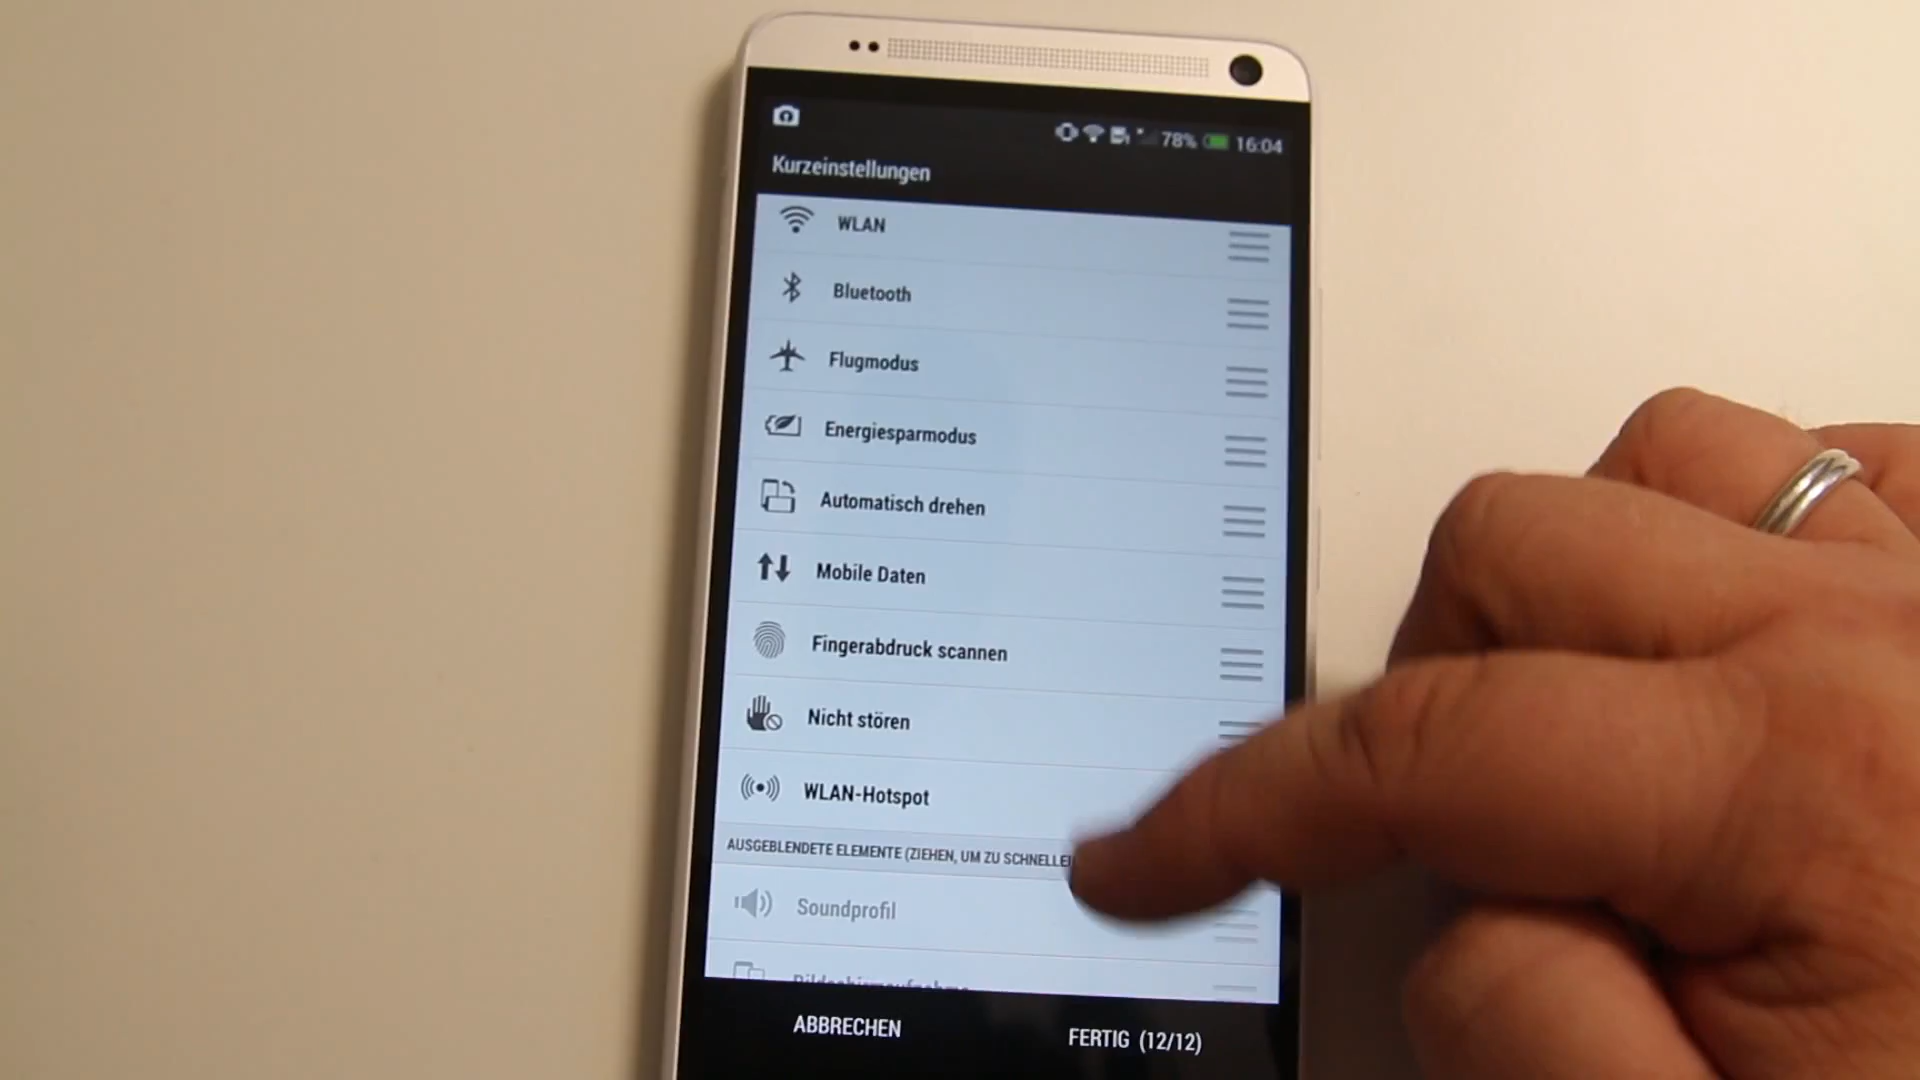 78% 16:04
Kurzeinstellungen
WLAN
Bluetooth
Flugmodus
Energiesparmodus
Automatisch drehen
Mobile Daten
Fingerabdruck scannen
Nicht stören
WLAN-Hotspot
AUSGEBLENDETE ELEMENTE (ZIEHEN, UM ZU
Soundprofil
ABBRECHEN
FERTIG (12/12)